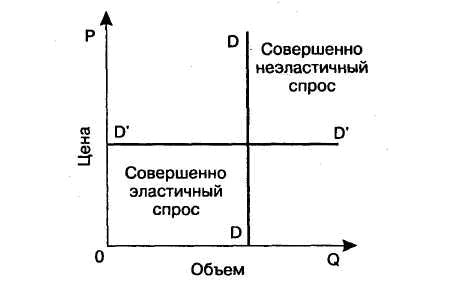 P
D
Совершенно
неэластичный
спрос
D'
D'
Цена
Совершенно
эластичный
спрос
D
0
Объем
Q